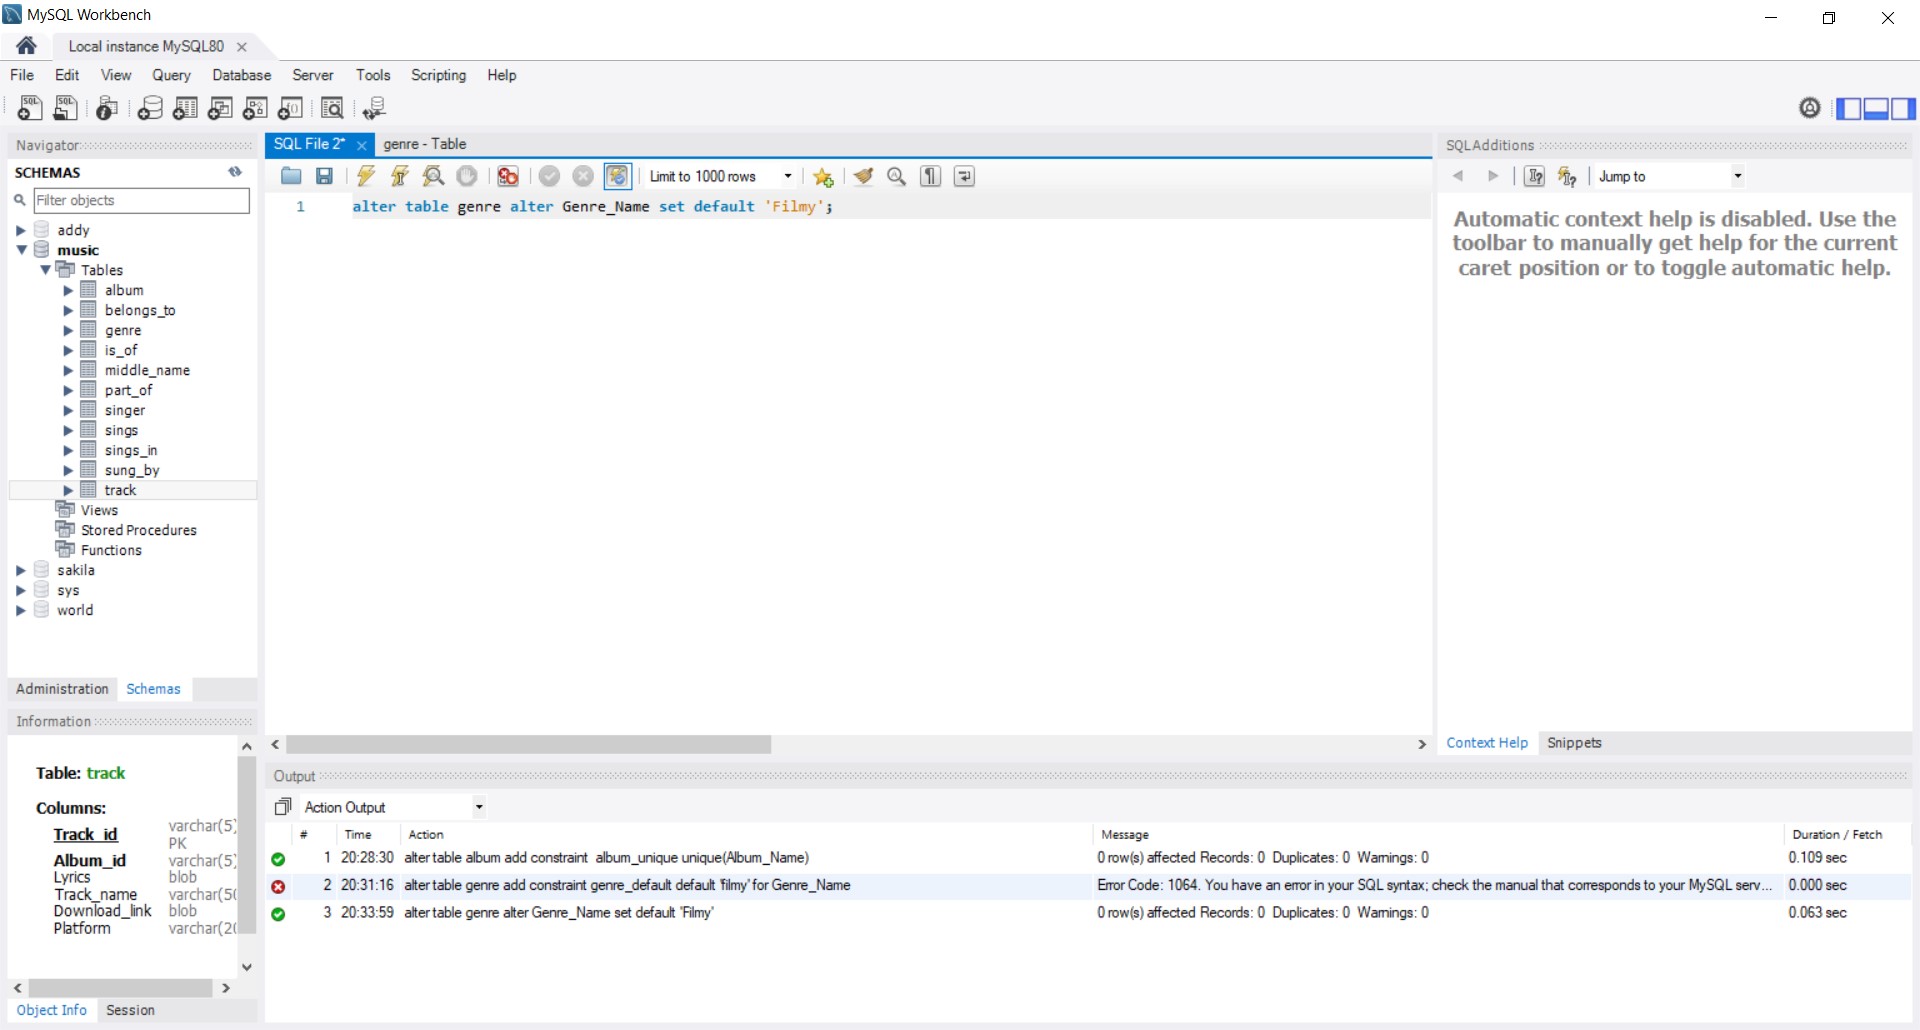 MySQL Workbench
Local instance MySQL80
File Edit View Query Database Server Tools Scripting Help
Navigator
SCHEMAS
Filter objects
addy
music
Tables
album
belongs_to
genre
is_of
middle_name
part_of
singer
sings
sings_in
sung_by
track
Views
Stored Procedures
Functions
sakila
sys
world
Administration Schemas
Information
Table: track
Columns:
Track_id varchar(5)
PK
Album_id varchar(5)
Lyrics blob
Track_name varchar(50
Download_link blob
Platform varchar(20
Object Info Session
SQL File 2* genre - Table
Limit to 1000 rows
1 alter table genre alter Genre_Name set default 'Filmy';
SQLAdditions
Jump to
Automatic context help is disabled. Use the
toolbar to manually get help for the current
caret position or to toggle automatic help.
Context Help Snippets
Output
Action Output
# Time Action Message Duration / Fetch
1 20:28:30 alter table album add constraint album_unique unique(Album_Name) 0 row(s) affected Records: 0 Duplicates: 0 Warnings: 0 0.109 sec
2 20:31:16 alter table genre add constraint genre_default default 'filmy' for Genre_Name Error Code: 1064. You have an error in your SQL syntax; check the manual that corresponds to your MySQL serv... 0.000 sec
3 20:33:59 alter table genre alter Genre_Name set default 'Filmy' 0 row(s) affected Records: 0 Duplicates: 0 Warnings: 0 0.063 sec